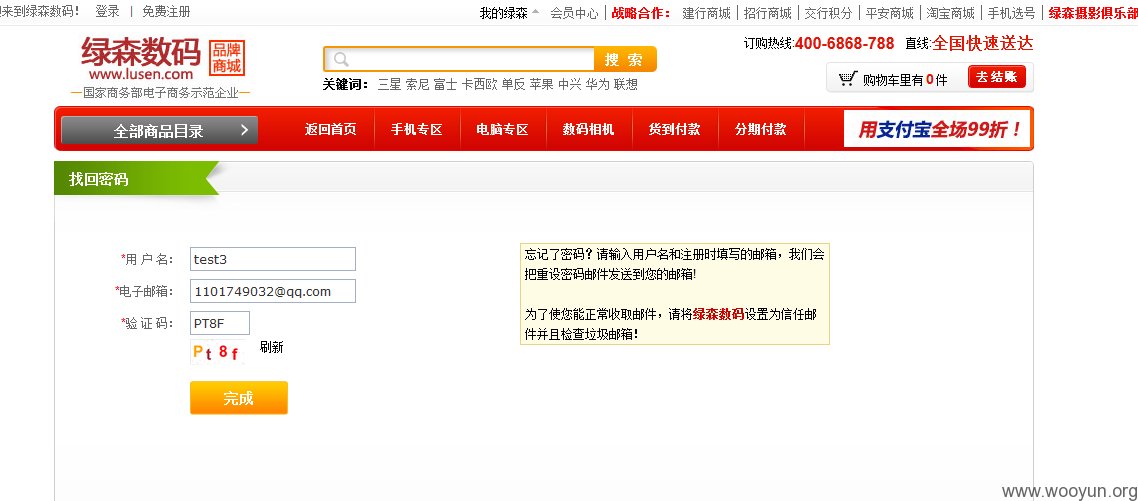 迎来到绿森数码! 登录 | 免费注册 我的绿森 会员中心 | 战略合作: 建行商城 | 招行商城 | 交行积分 | 平安商城 | 淘宝商城 | 手机选号 | 绿森摄影俱乐部
绿森数码 品牌商城
www.lusen.com
—国家商务部电子商务示范企业—
搜 索
关键词: 三星 索尼 富士 卡西欧 单反 苹果 中兴 华为 联想
订购热线:400-6868-788 直线:全国快速送达
购物车里有 0 件 去结账
全部商品目录 返回首页 手机专区 电脑专区 数码相机 货到付款 分期付款 用支付宝全场99折!
找回密码
*用 户 名: test3
*电子邮箱: 1101749032@qq.com
*验 证 码: PT8F
Pt8f 刷新
完成
忘记了密码？请输入用户名和注册时填写的邮箱，我们会
把重设密码邮件发送到您的邮箱!
为了使您能正常收取邮件，请将绿森数码设置为信任邮
件并且检查垃圾邮箱！
www.wooyun.org